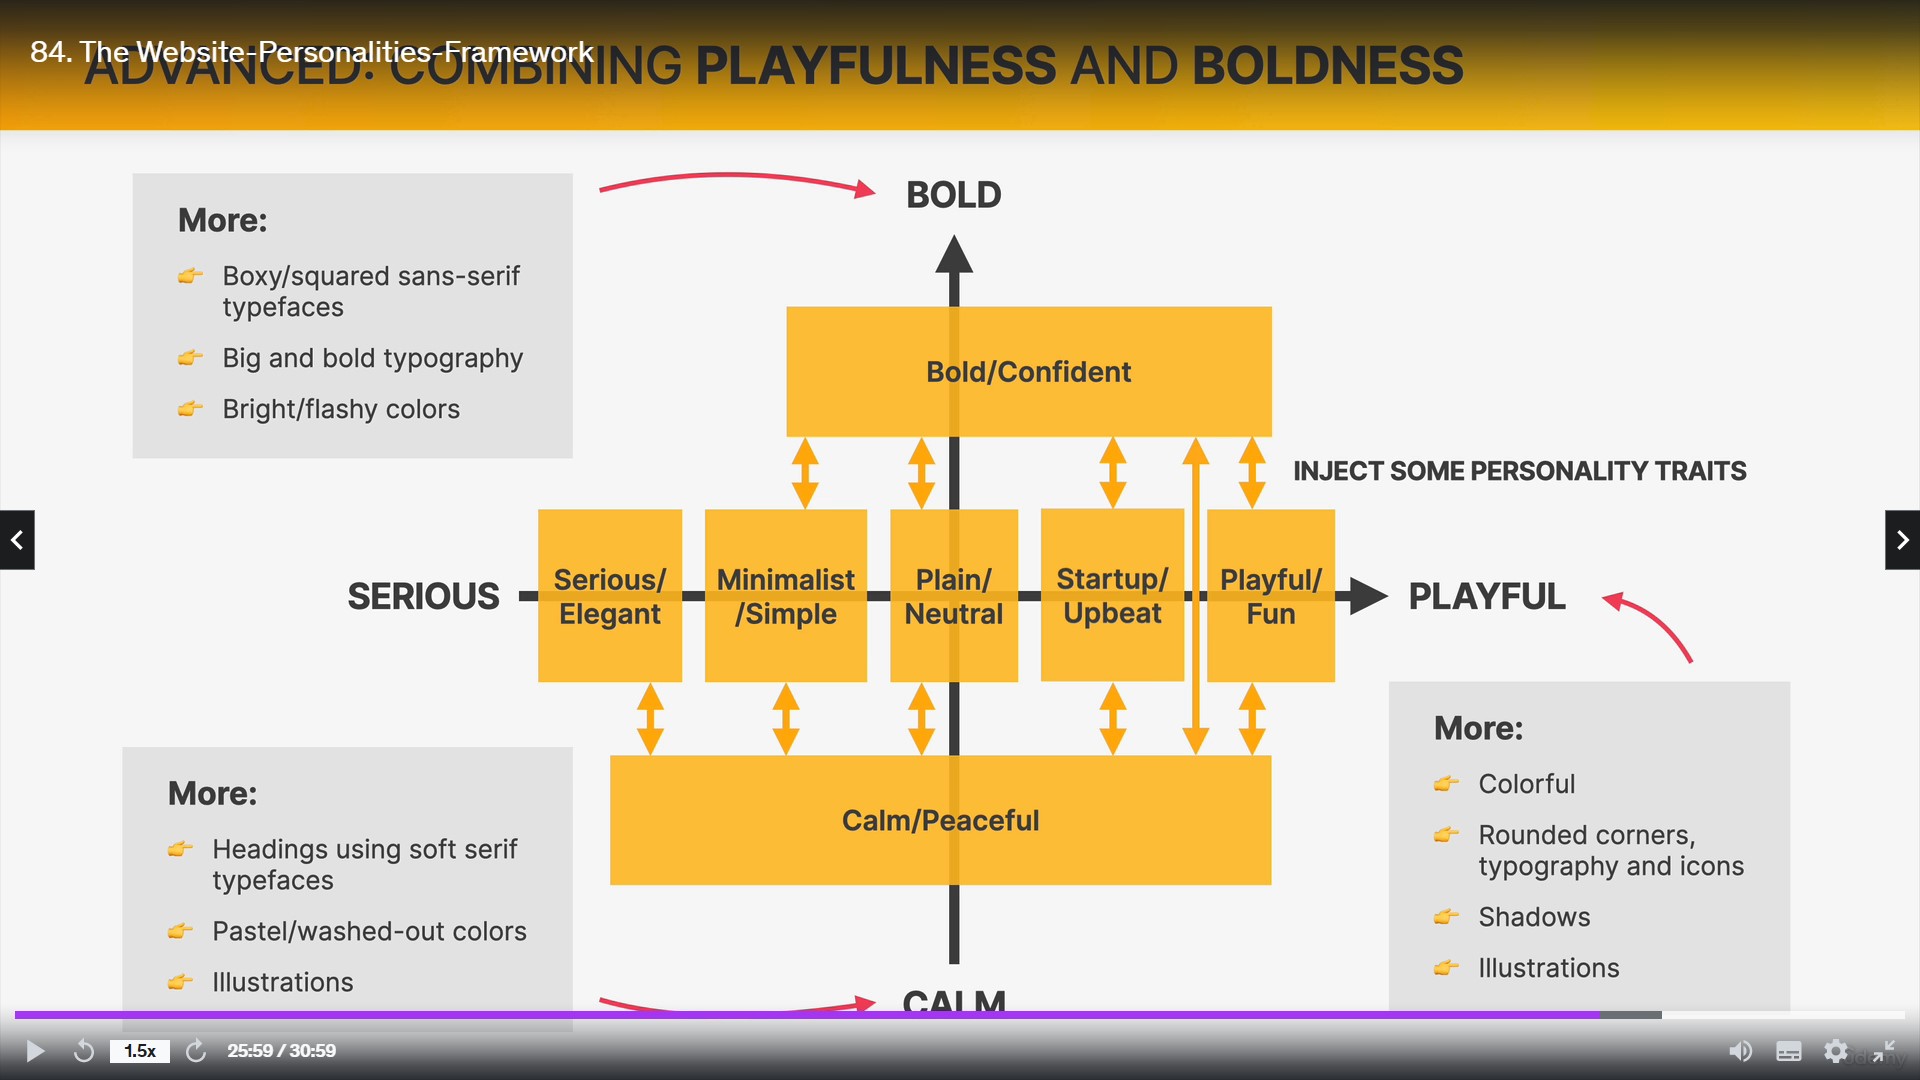 84. The Website-Personalities-Framework
ADVANCED: COMBINING PLAYFULNESS AND BOLDNESS
More:
Boxy/squared sans-serif
typefaces
Big and bold typography
Bright/flashy colors
BOLD
Bold/Confident
INJECT SOME PERSONALITY TRAITS
SERIOUS
Serious/
Elegant
Minimalist
/Simple
Plain/
Neutral
Startup/
Upbeat
Playful/
Fun
PLAYFUL
Calm/Peaceful
More:
Headings using soft serif
typefaces
Pastel/washed-out colors
Illustrations
CALM
More:
Colorful
Rounded corners,
typography and icons
Shadows
Illustrations
1.5x
25:59 / 30:59
Udemy